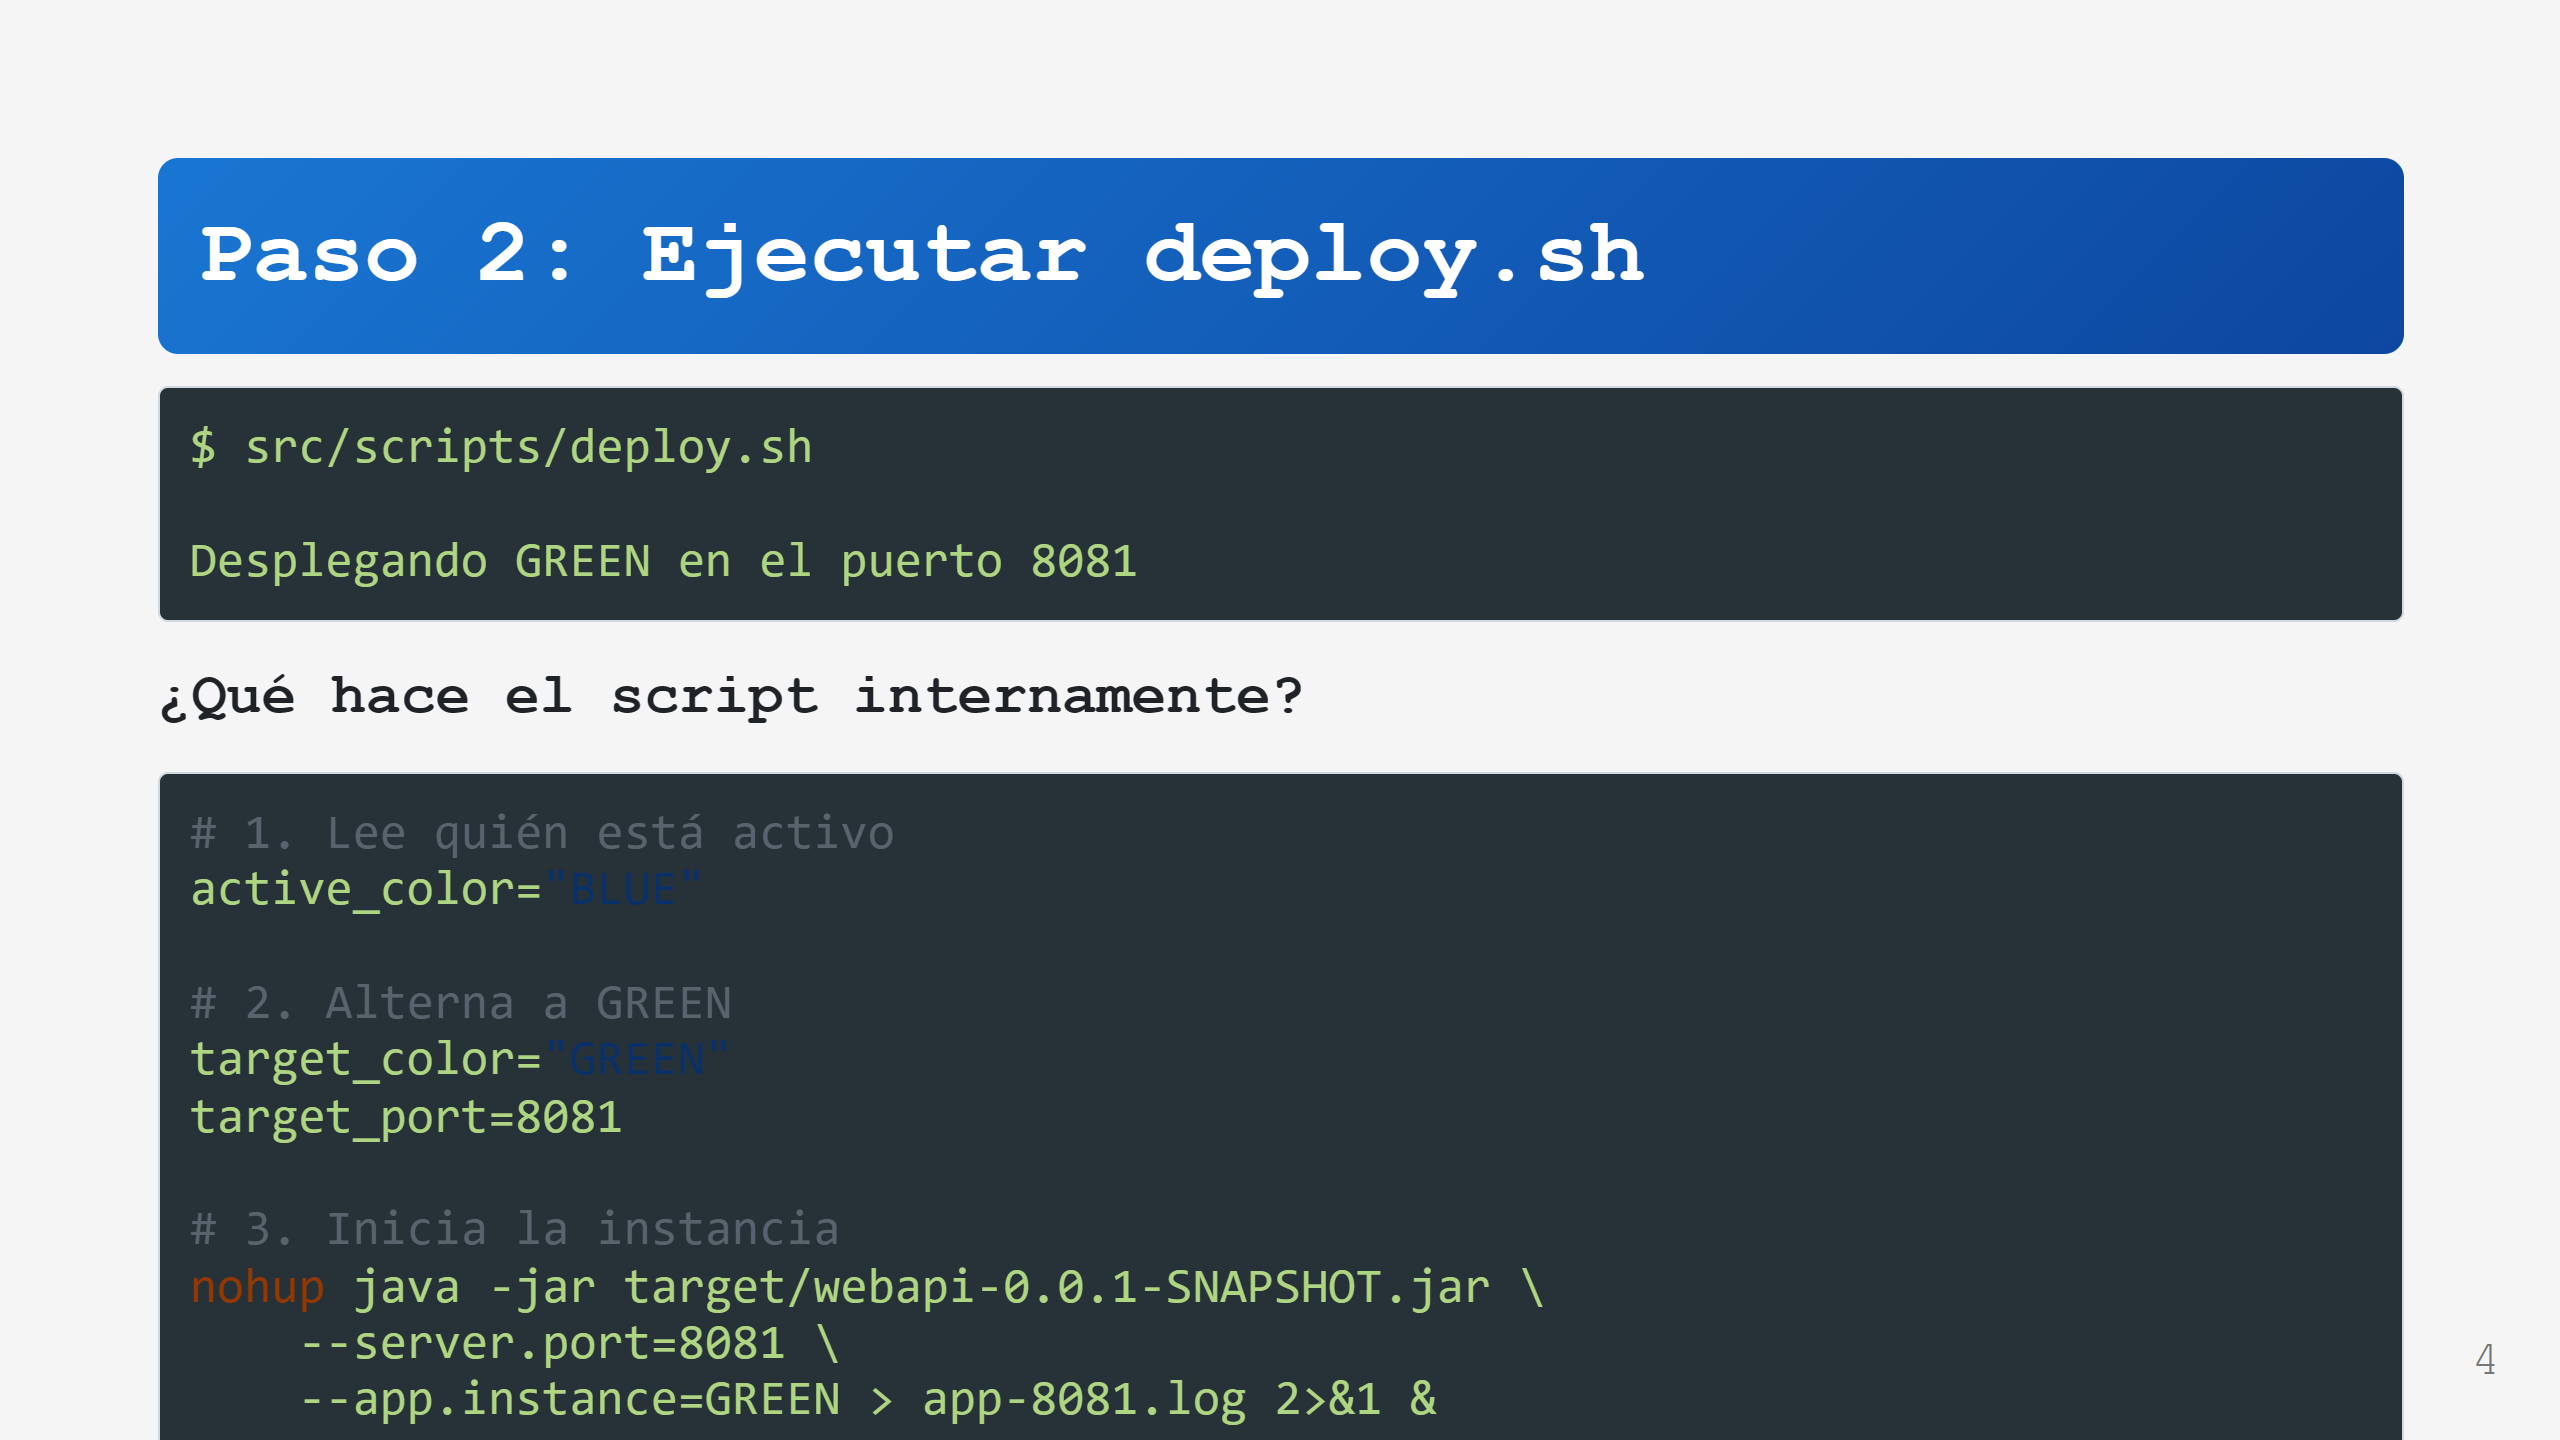 Paso 2: Ejecutar deploy.sh
$ src/scripts/deploy.sh
Desplegando GREEN en el puerto 8081
¿Qué hace el script internamente?
# 1. Lee quién está activo
active_color="BLUE"
# 2. Alterna a GREEN
target_color="GREEN"
target_port=8081
# 3. Inicia la instancia
nohup java -jar target/webapi-0.0.1-SNAPSHOT.jar \
    --server.port=8081 \
    --app.instance=GREEN > app-8081.log 2>&1 &
4